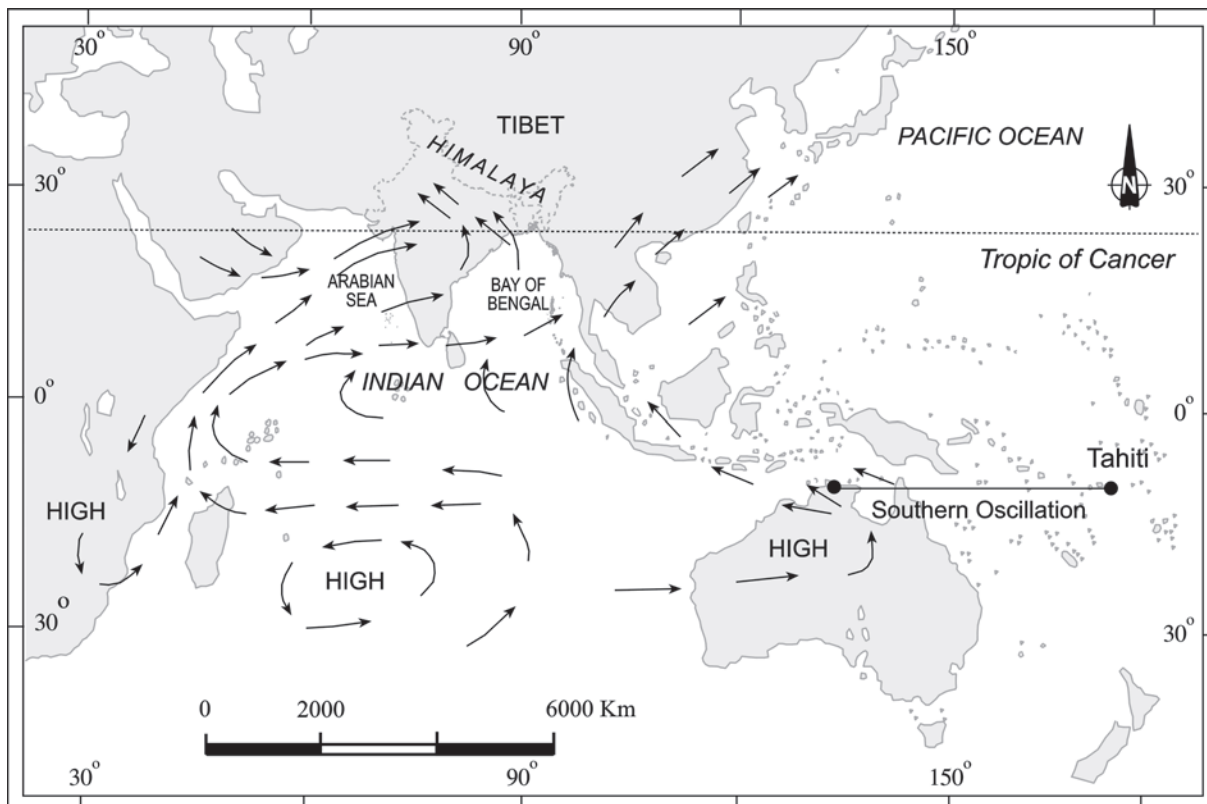 30°
90°
150°
TIBET
PACIFIC OCEAN
HIMALAYA
30°
N
30°
Tropic of Cancer
ARABIAN
SEA
BAY OF
BENGAL
INDIAN OCEAN
0°
0°
Tahiti
HIGH
Southern Oscillation
HIGH
HIGH
30°
30°
0 2000 6000 Km
30°
90°
150°